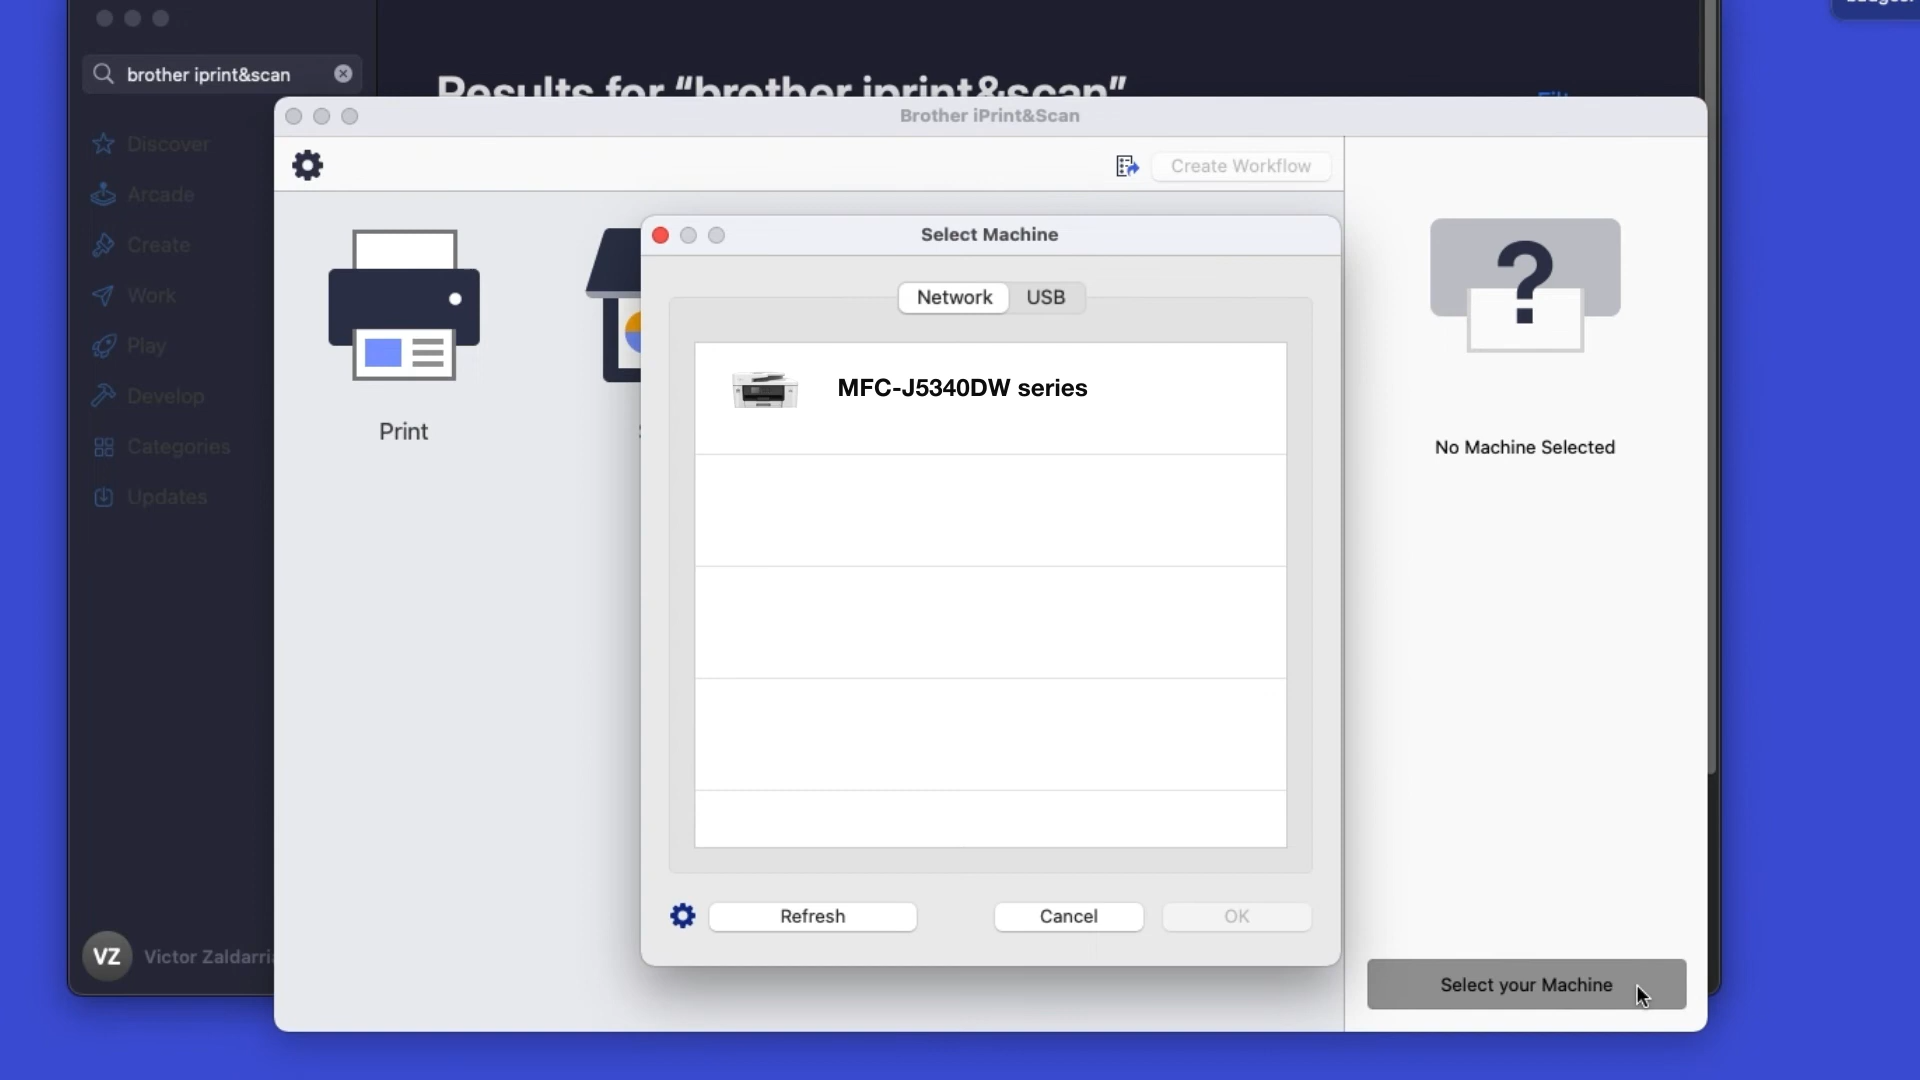 brother iprint&scan
Results for “brother iprint&scan”
Brother iPrint&Scan
Discover
Arcade
Create
Work
Play
Develop
Categories
Updates
Create Workflow
Print
Select Machine
Network
USB
MFC-J5340DW series
No Machine Selected
Refresh
Cancel
OK
Select your Machine
VZ
Victor